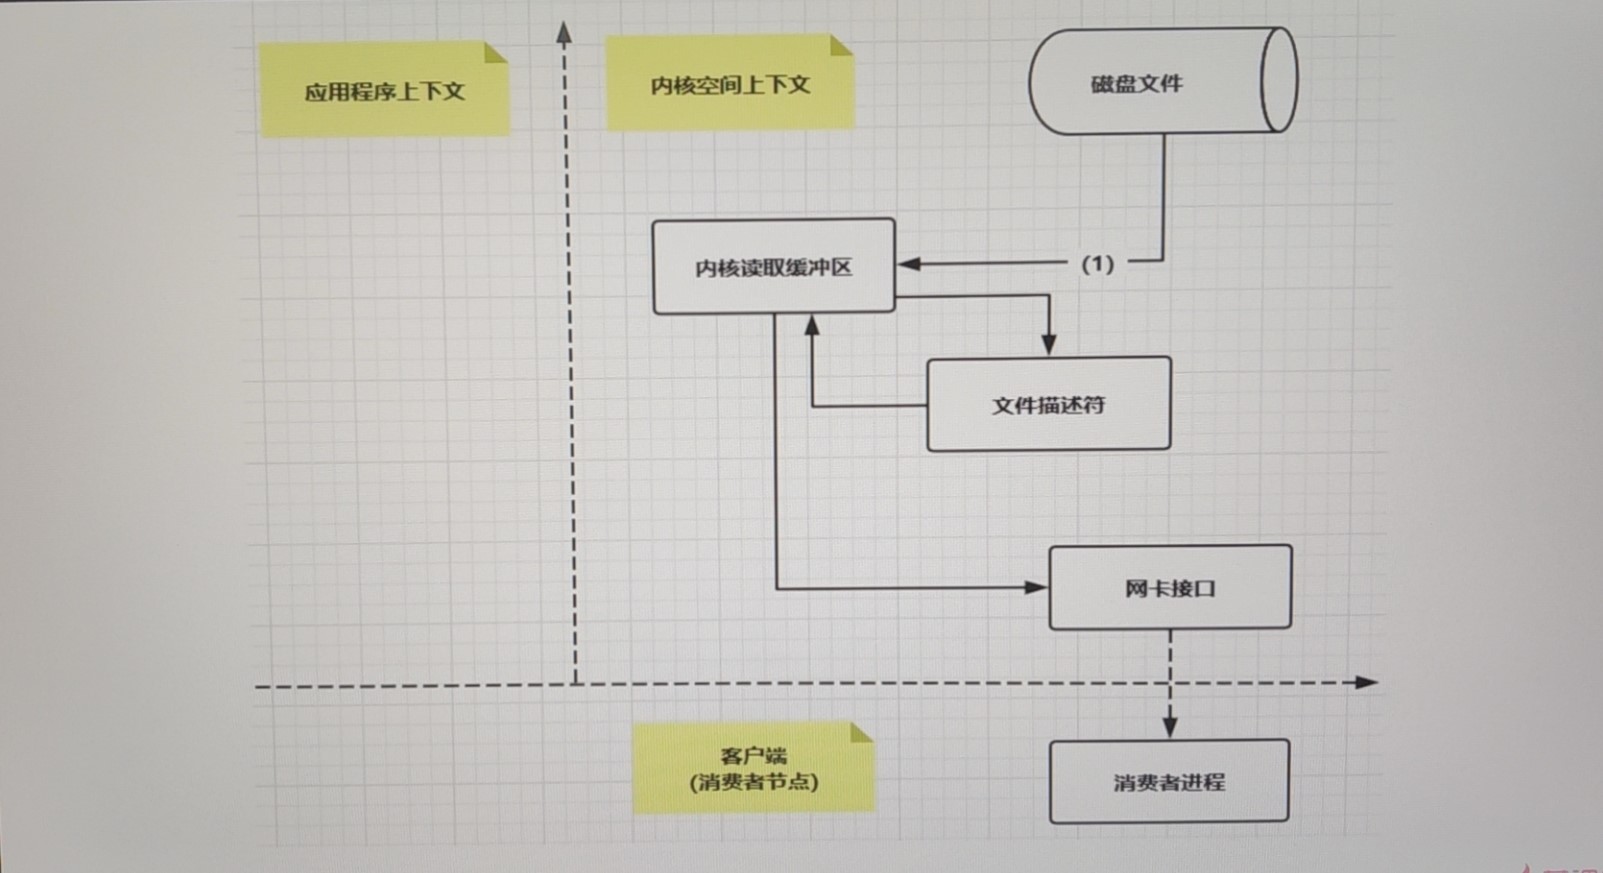 应用程序上下文
内核空间上下文
磁盘文件
内核读取缓冲区
(1)
文件描述符
网卡接口
客户端
(消费者节点)
消费者进程